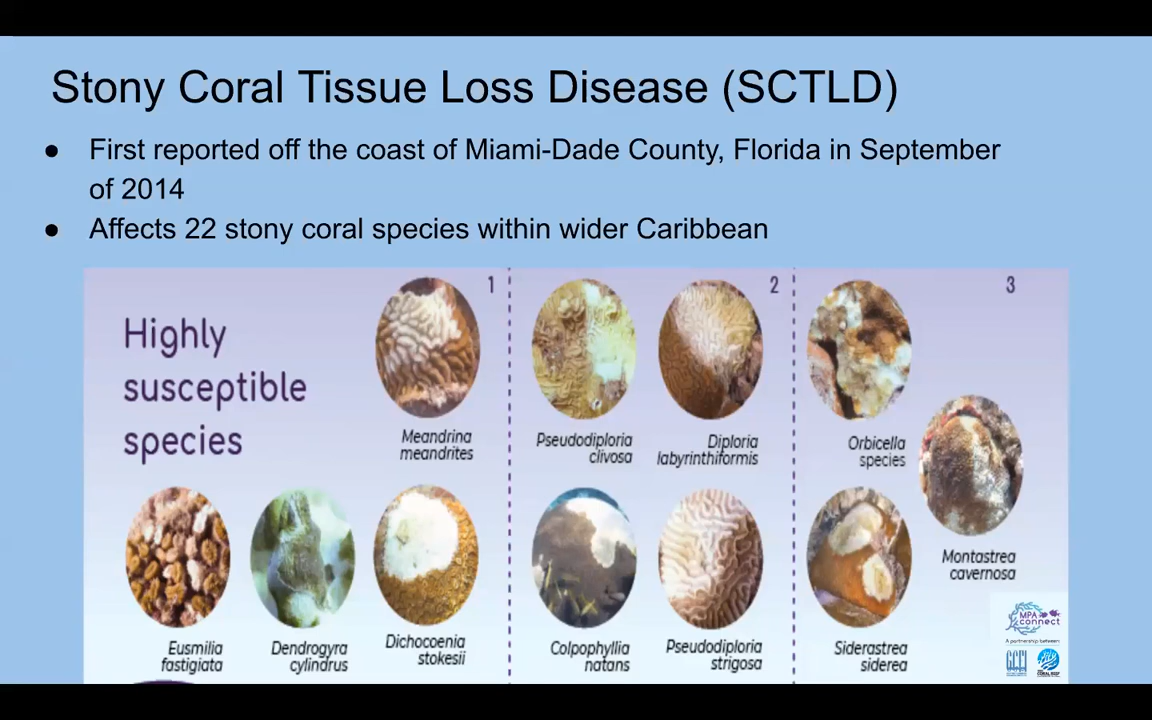 Stony Coral Tissue Loss Disease (SCTLD)
● First reported off the coast of Miami-Dade County, Florida in September
of 2014
● Affects 22 stony coral species within wider Caribbean
Highly
susceptible
species
1
2
3
Meandrina
meandrites
Pseudodiploria
clivosa
Diploria
labyrinthiformis
Orbicella
species
Montastrea
cavernosa
Eusmilia
fastigiata
Dendrogyra
cylindrus
Dichocoenia
stokesii
Colpophyllia
natans
Pseudodiploria
strigosa
Siderastrea
siderea
MPA
connect
A partnership between
GCFI